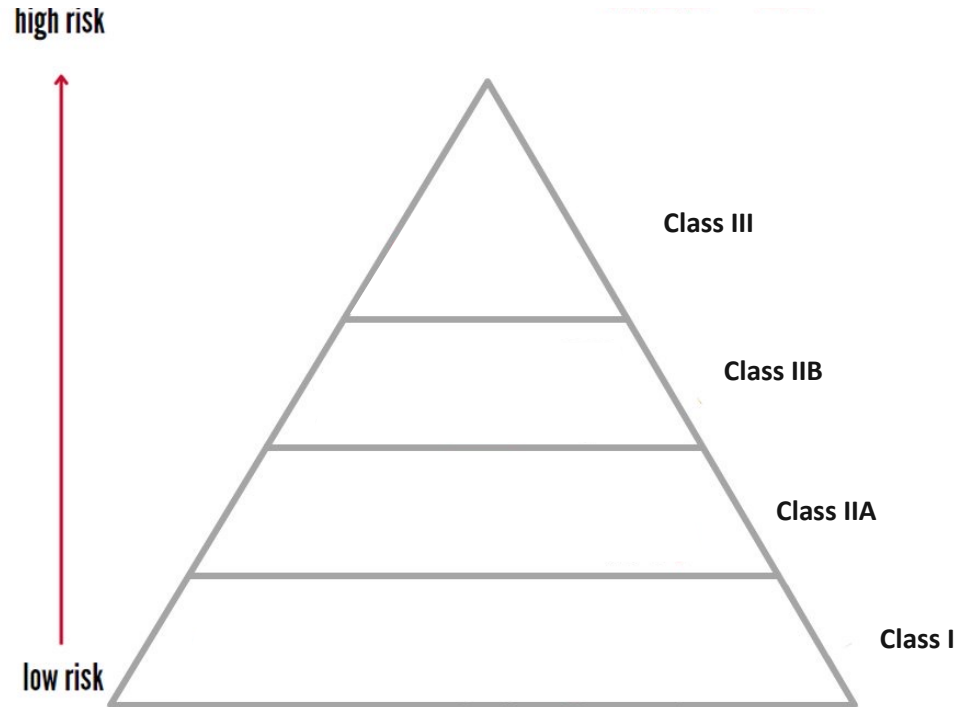 high risk
Class III
Class IIB
Class IIA
Class I
low risk